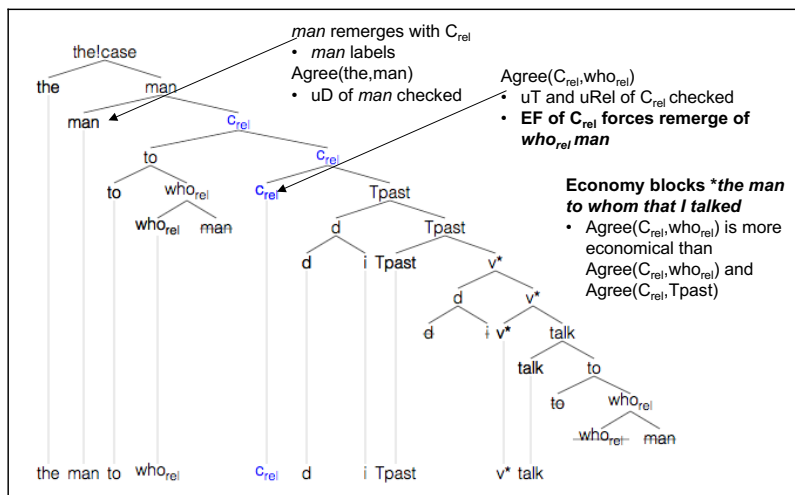 man remerges with Crel
• man labels
Agree(the,man)
• uD of man checked
Agree(Crel,whorel)
• uT and uRel of Crel checked
• EF of Crel forces remerge of
whorel man
Economy blocks *the man
to whom that I talked
• Agree(Crel,whorel) is more
economical than
Agree(Crel,whorel) and
Agree(Crel,Tpast)
the!case
the man
man crel
to crel
to whorel crel Tpast
whorel man d Tpast
d i Tpast v*
d v*
d i v* talk
talk to
to whorel
whorel man
the man to whorel crel d i Tpast v* talk